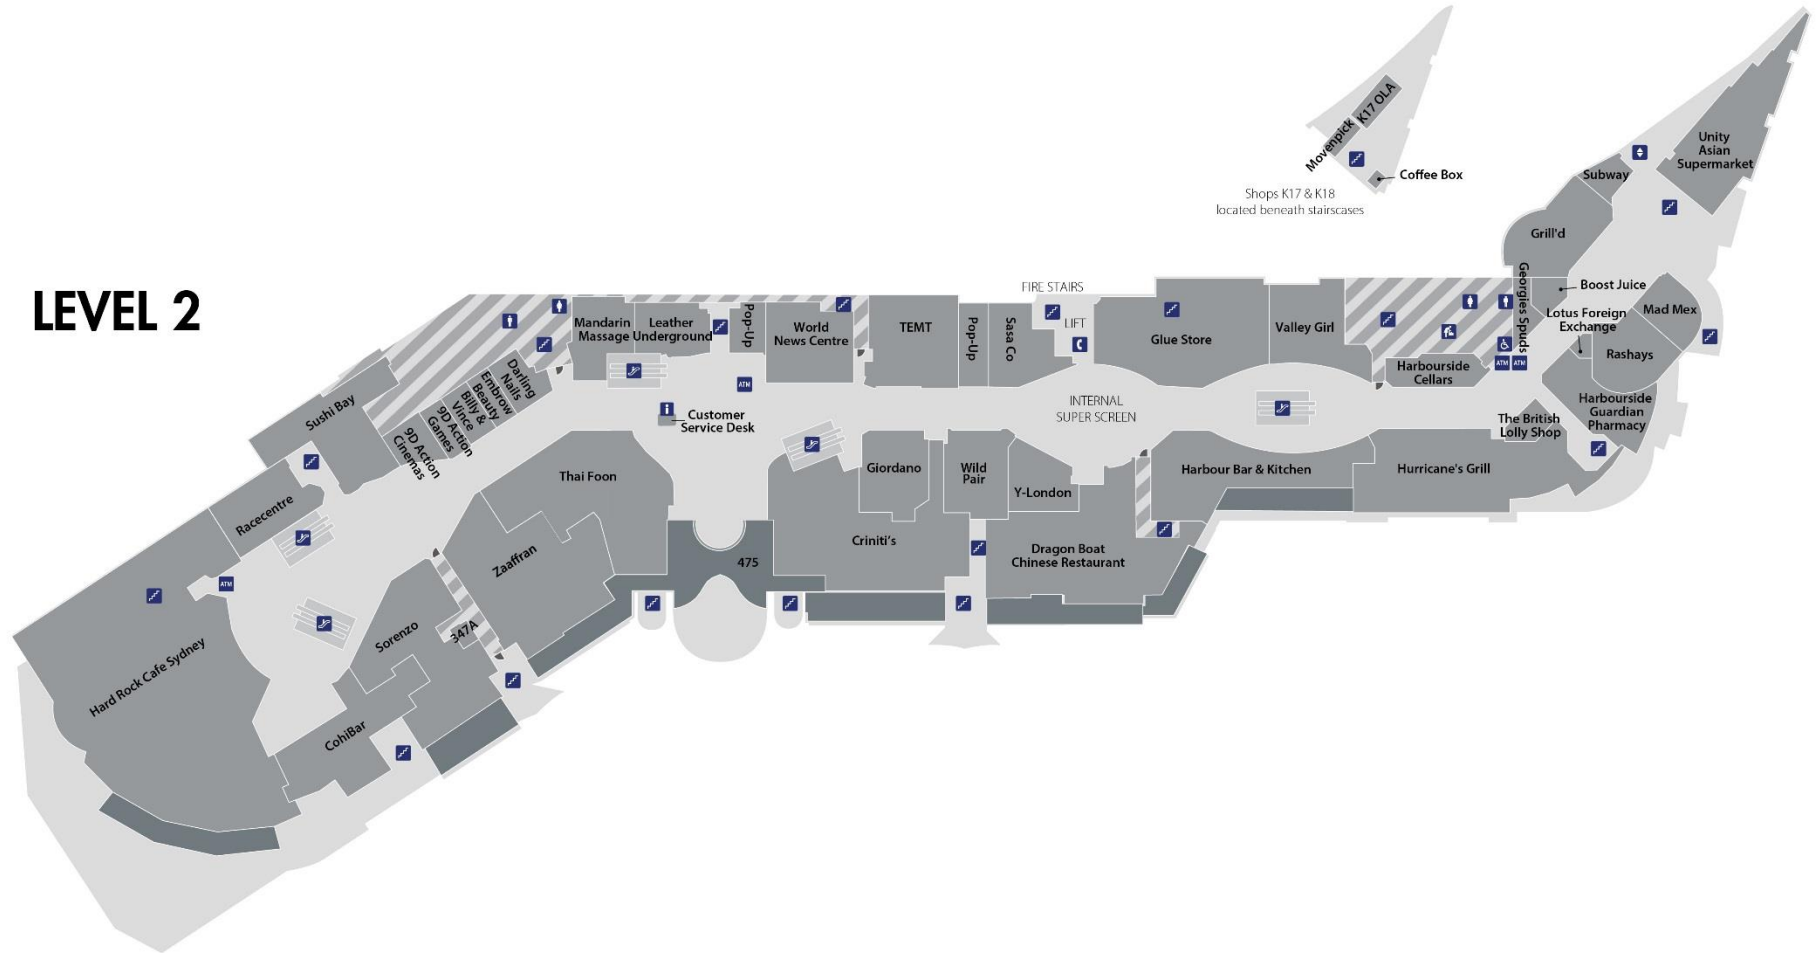 LEVEL 2
K17 OLA
Movenpick
Coffee Box
Shops K17 & K18
located beneath stairscases
Unity
Asian
Supermarket
Subway
Grill'd
Georgies Spuds
Boost Juice
Lotus Foreign
Exchange
Mad Mex
Rashays
Harbourside
Guardian
Pharmacy
The British
Lolly Shop
Harbourside
Cellars
ATM
ATM
Valley Girl
Glue Store
FIRE STAIRS
LIFT
INTERNAL
SUPER SCREEN
Sasa Co
Pop-Up
TEMT
World
News Centre
Pop-Up
Leather
Underground
Mandarin
Massage
ATM
Customer
Service Desk
Darling
Nails
Embrow
Beauty
Billy &
Vince
9D Action
Games
9D Action
Cinemas
Sushi Bay
Racecentre
ATM
Hard Rock Cafe Sydney
CohiBar
Sorenzo
347A
Zaaffran
Thai Foon
475
Criniti's
Giordano
Wild
Pair
Y-London
Dragon Boat
Chinese Restaurant
Harbour Bar & Kitchen
Hurricane's Grill